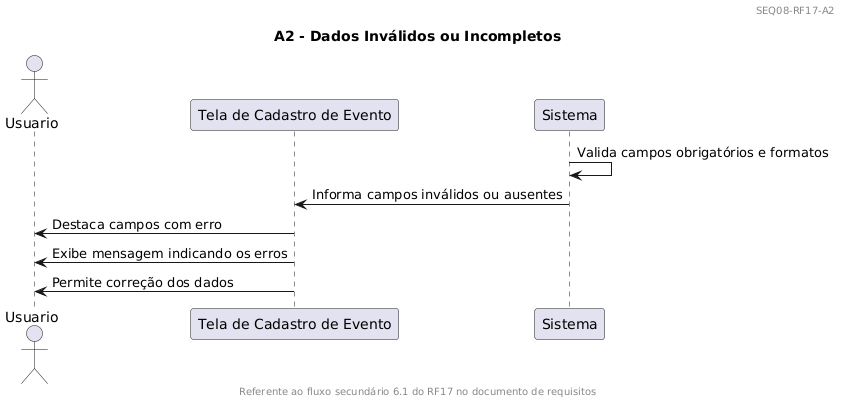 SEQ08-RF17-A2
A2 - Dados Inválidos ou Incompletos
Usuario
Tela de Cadastro de Evento
Sistema
Valida campos obrigatórios e formatos
Informa campos inválidos ou ausentes
Destaca campos com erro
Exibe mensagem indicando os erros
Permite correção dos dados
Usuario
Tela de Cadastro de Evento
Sistema
Referente ao fluxo secundário 6.1 do RF17 no documento de requisitos